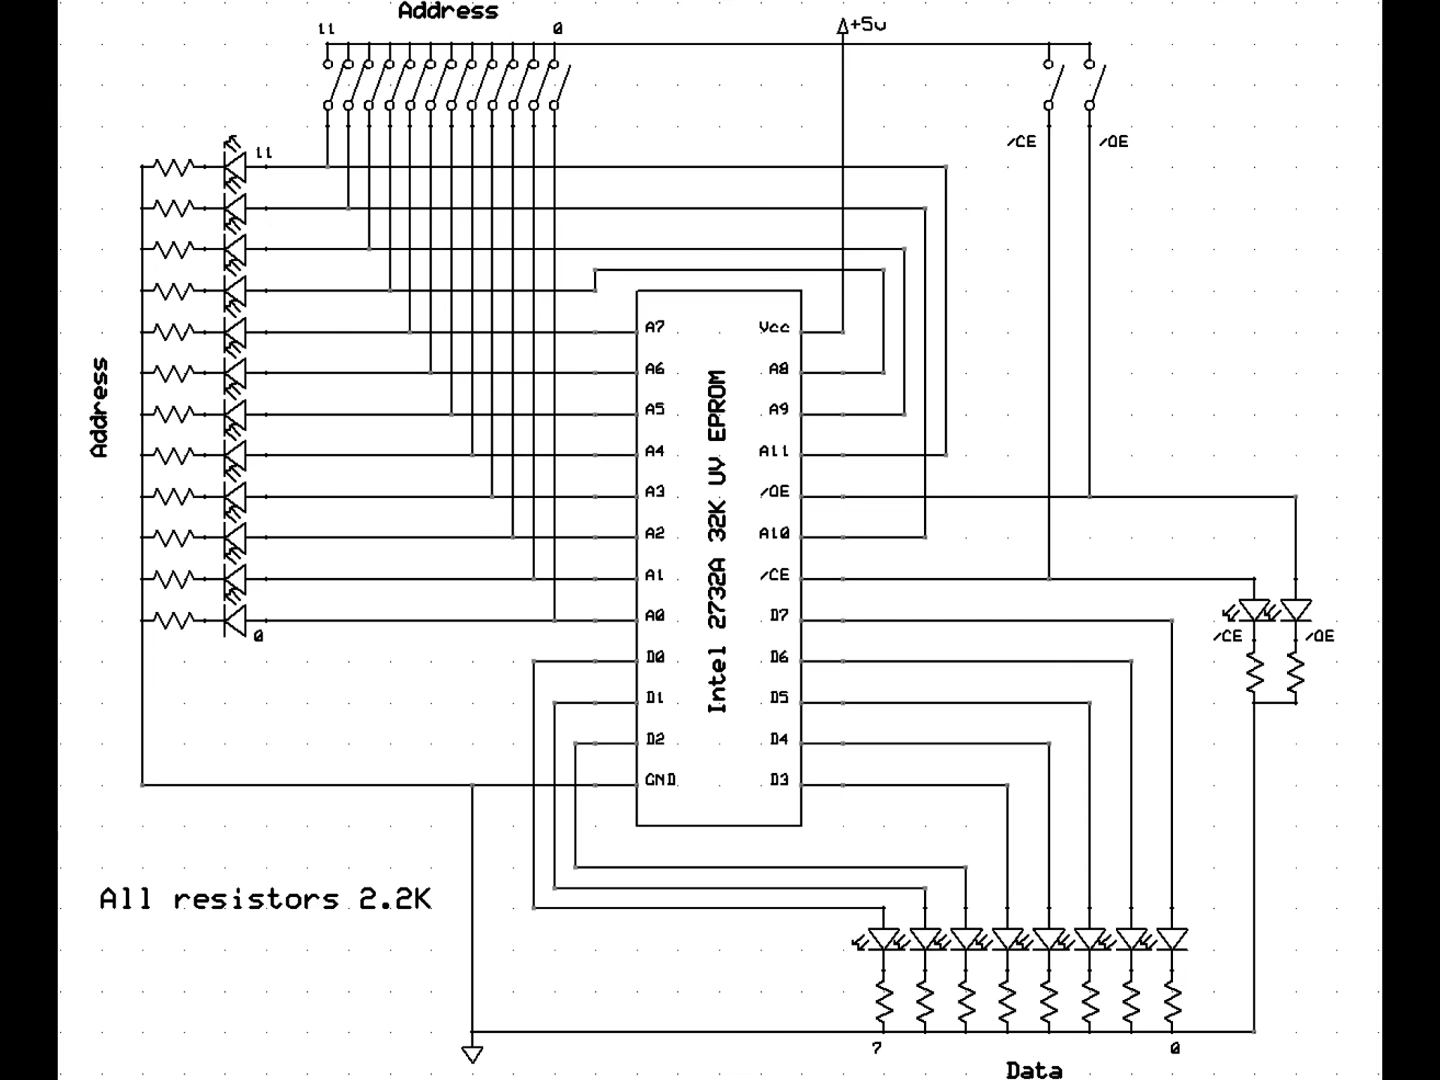 Address
11 0
+5v
/CE /OE
11
Address
A7 Vcc
A6 A8
A5 A9
A4 A11
A3 /OE
A2 A10
A1 /CE
A0 D7
D0 D6
D1 D5
D2 D4
GND D3
Intel 2732A 32K UV EPROM
0
/CE /OE
All resistors 2.2K
7 0
Data